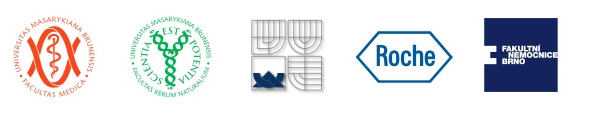 UNIVERSITAS MASARYKIANA BRUNENSIS
• FACULTAS MEDICA •
UNIVERSITAS MASARYKIANA BRUNENSIS
• FACULTAS RERUM NATURALIUM •
SCIENTIA EST POTENTIA
Roche
FAKULTNÍ
NEMOCNICE
BRNO